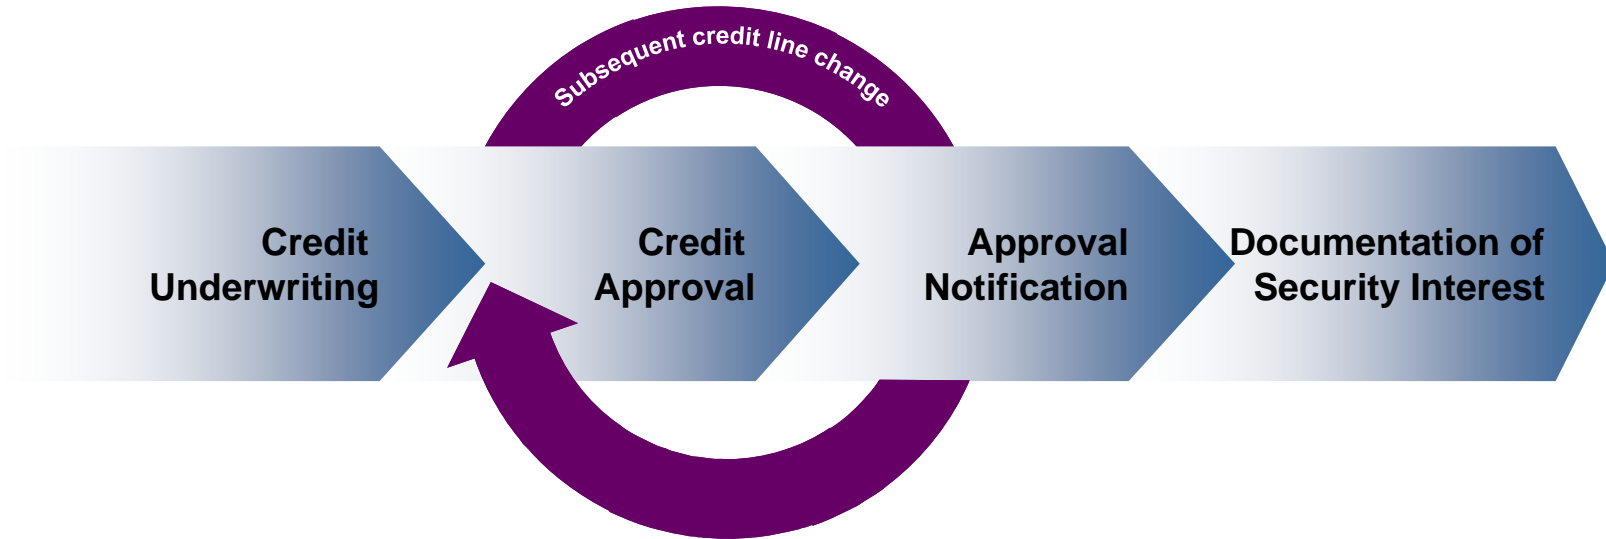 Subsequent credit line change
Credit
Underwriting
Credit
Approval
Approval
Notification
Documentation of
Security Interest